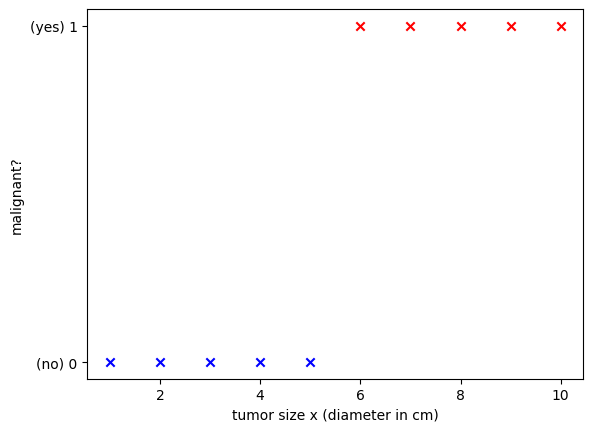 (yes) 1
malignant?
(no) 0
2 4 6 8 10
tumor size x (diameter in cm)